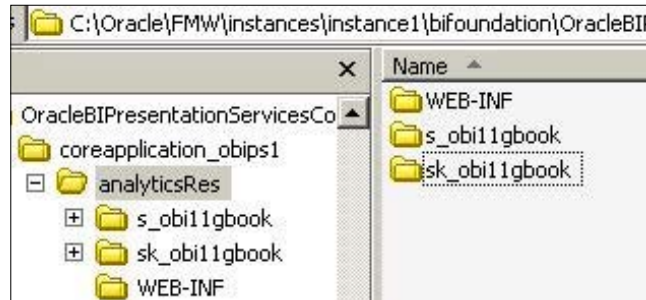 C:\Oracle\FMW\instances\instance1\bifoundation\OracleBI
OracleBIPresentationServicesCo
coreapplication_obips1
analyticsRes
s_obi11gbook
sk_obi11gbook
WEB-INF
Name
WEB-INF
s_obi11gbook
sk_obi11gbook